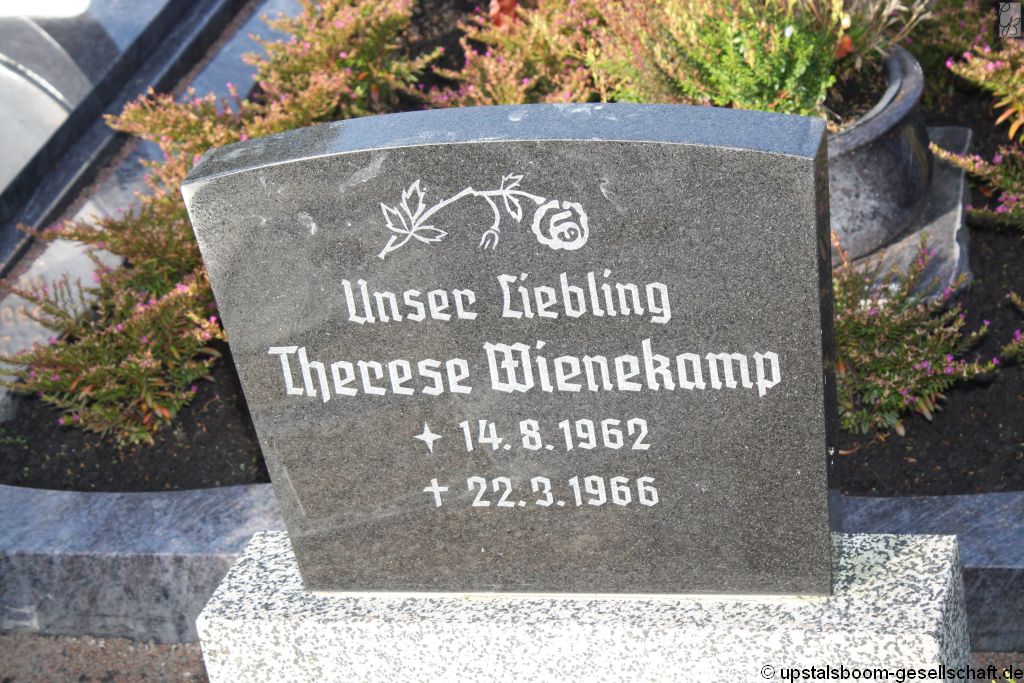 Unser Liebling
Therese Wienekamp
✦ 14.8.1962
✝ 22.3.1966
© upstalsboom-gesellschaft.de